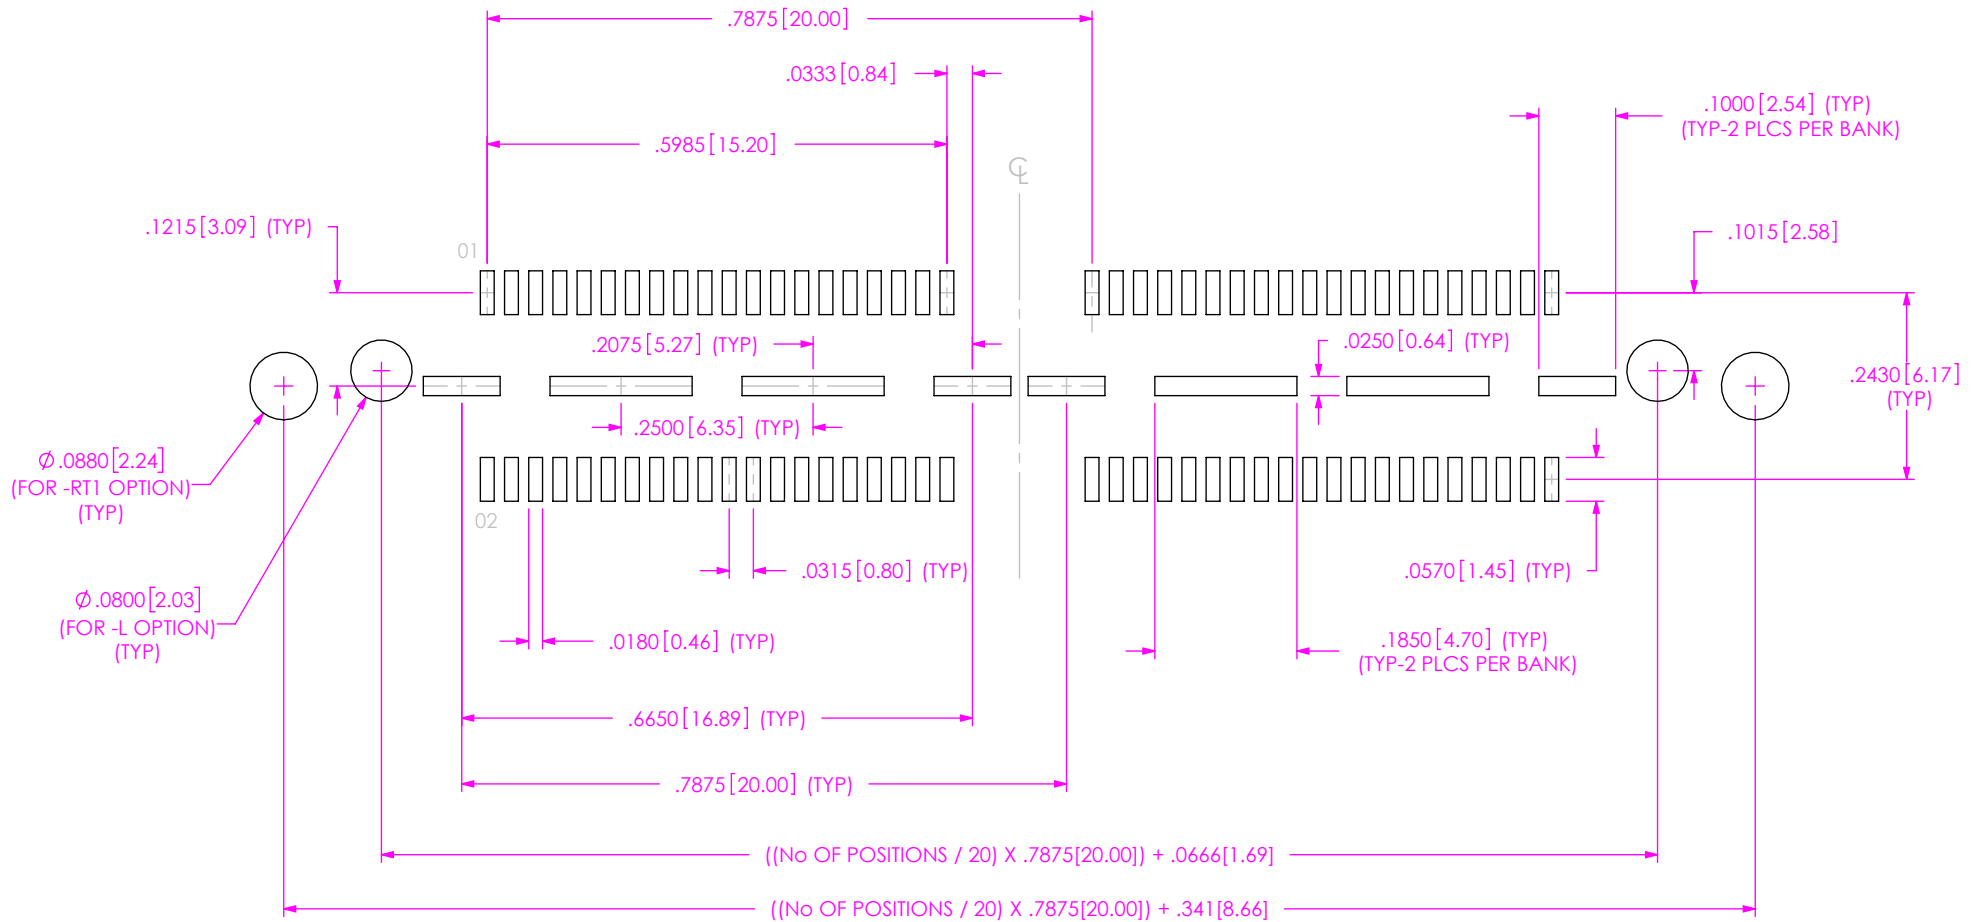 .7875[20.00]
.0333[0.84]
.1000[2.54] (TYP)
(TYP-2 PLCS PER BANK)
.5985[15.20]
℄
.1215[3.09] (TYP)
.1015[2.58]
01
.2075[5.27] (TYP)
.0250[0.64] (TYP)
.2430[6.17]
(TYP)
.2500[6.35] (TYP)
Ø.0880[2.24]
(FOR -RT1 OPTION)
(TYP)
02
.0315[0.80] (TYP)
.0570[1.45] (TYP)
Ø.0800[2.03]
(FOR -L OPTION)
(TYP)
.0180[0.46] (TYP)
.1850[4.70] (TYP)
(TYP-2 PLCS PER BANK)
.6650[16.89] (TYP)
.7875[20.00] (TYP)
((No OF POSITIONS / 20) X .7875[20.00]) + .0666[1.69]
((No OF POSITIONS / 20) X .7875[20.00]) + .341[8.66]